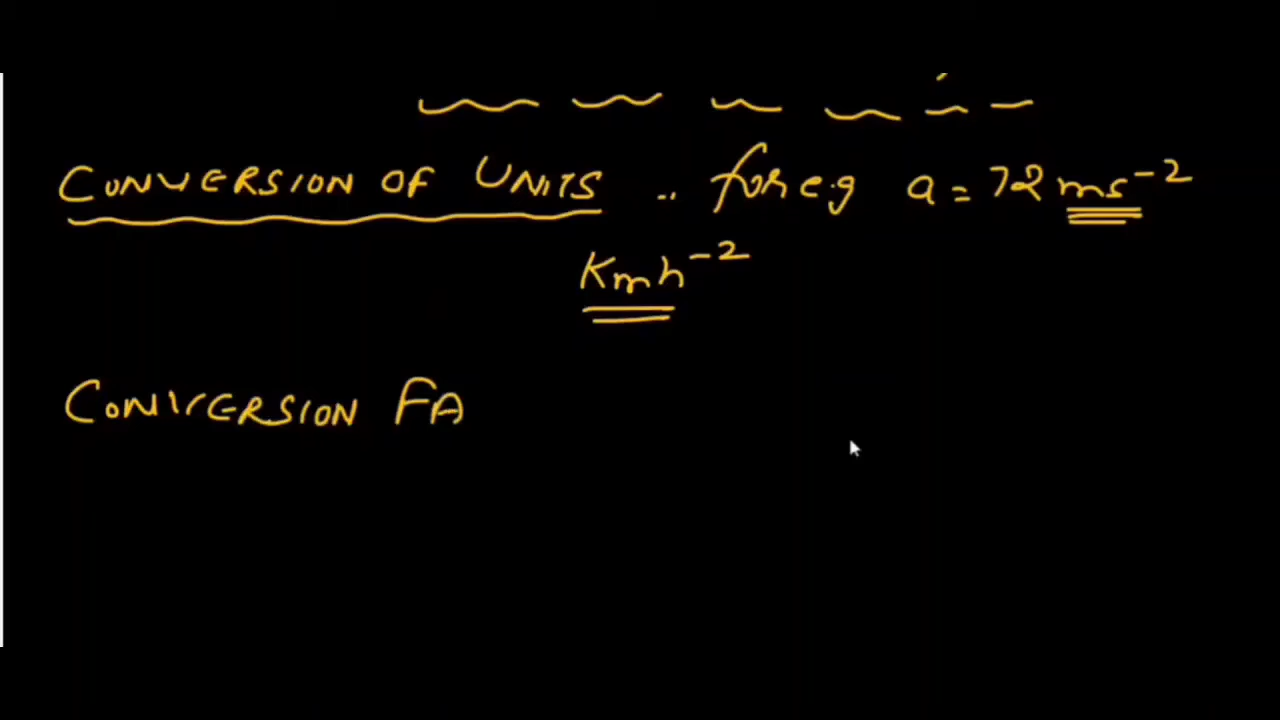 CONVERSION OF UNITS .. for e.g a = 72 ms⁻²
Kmh⁻²
CONVERSION FA